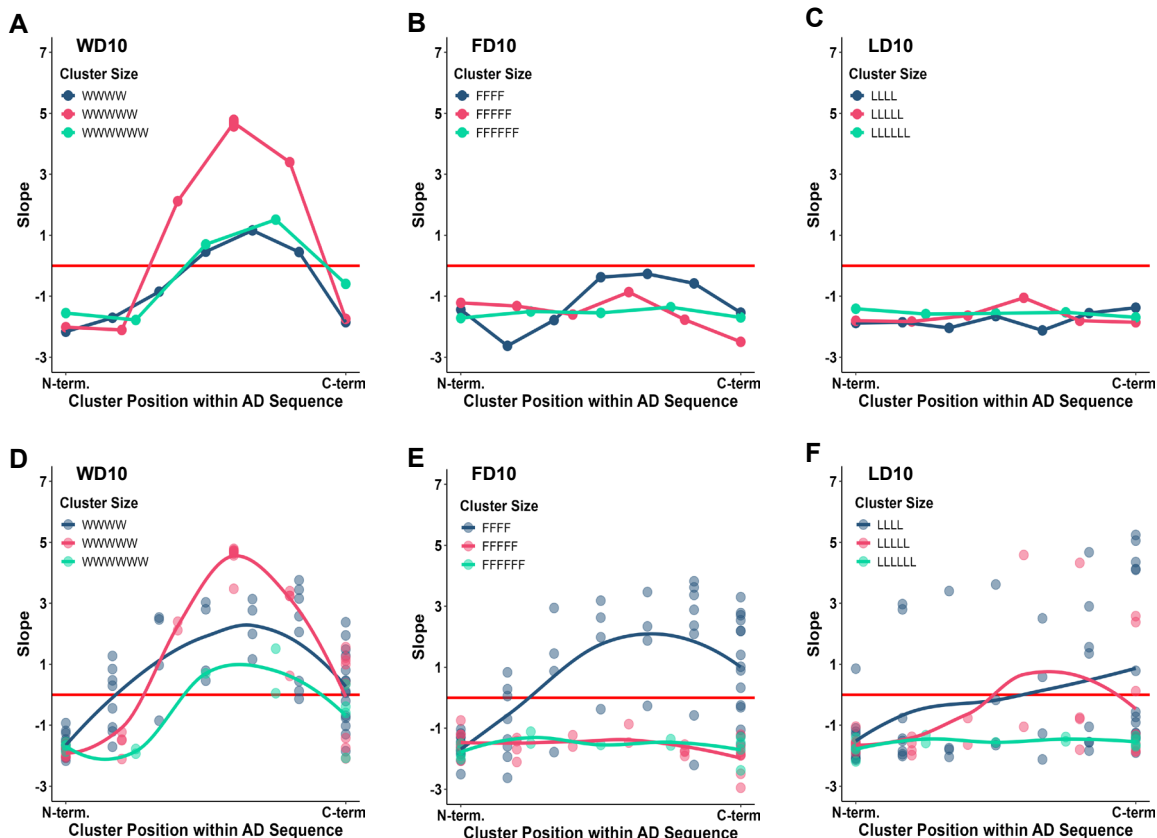 A
WD10
Cluster Size
WWWW
WWWWW
WWWWWW
7
5
3
1
-1
-3
Slope
N-term.
C-term
Cluster Position within AD Sequence
B
FD10
Cluster Size
FFFF
FFFFF
FFFFFF
7
5
3
1
-1
-3
Slope
N-term.
C-term
Cluster Position within AD Sequence
C
LD10
Cluster Size
LLLL
LLLLL
LLLLLL
7
5
3
1
-1
-3
Slope
N-term.
C-term
Cluster Position within AD Sequence
D
WD10
Cluster Size
WWWW
WWWWW
WWWWWW
7
5
3
1
-1
-3
Slope
N-term.
C-term
Cluster Position within AD Sequence
E
FD10
Cluster Size
FFFF
FFFFF
FFFFFF
7
5
3
1
-1
-3
Slope
N-term.
C-term
Cluster Position within AD Sequence
F
LD10
Cluster Size
LLLL
LLLLL
LLLLLL
7
5
3
1
-1
-3
Slope
N-term.
C-term
Cluster Position within AD Sequence